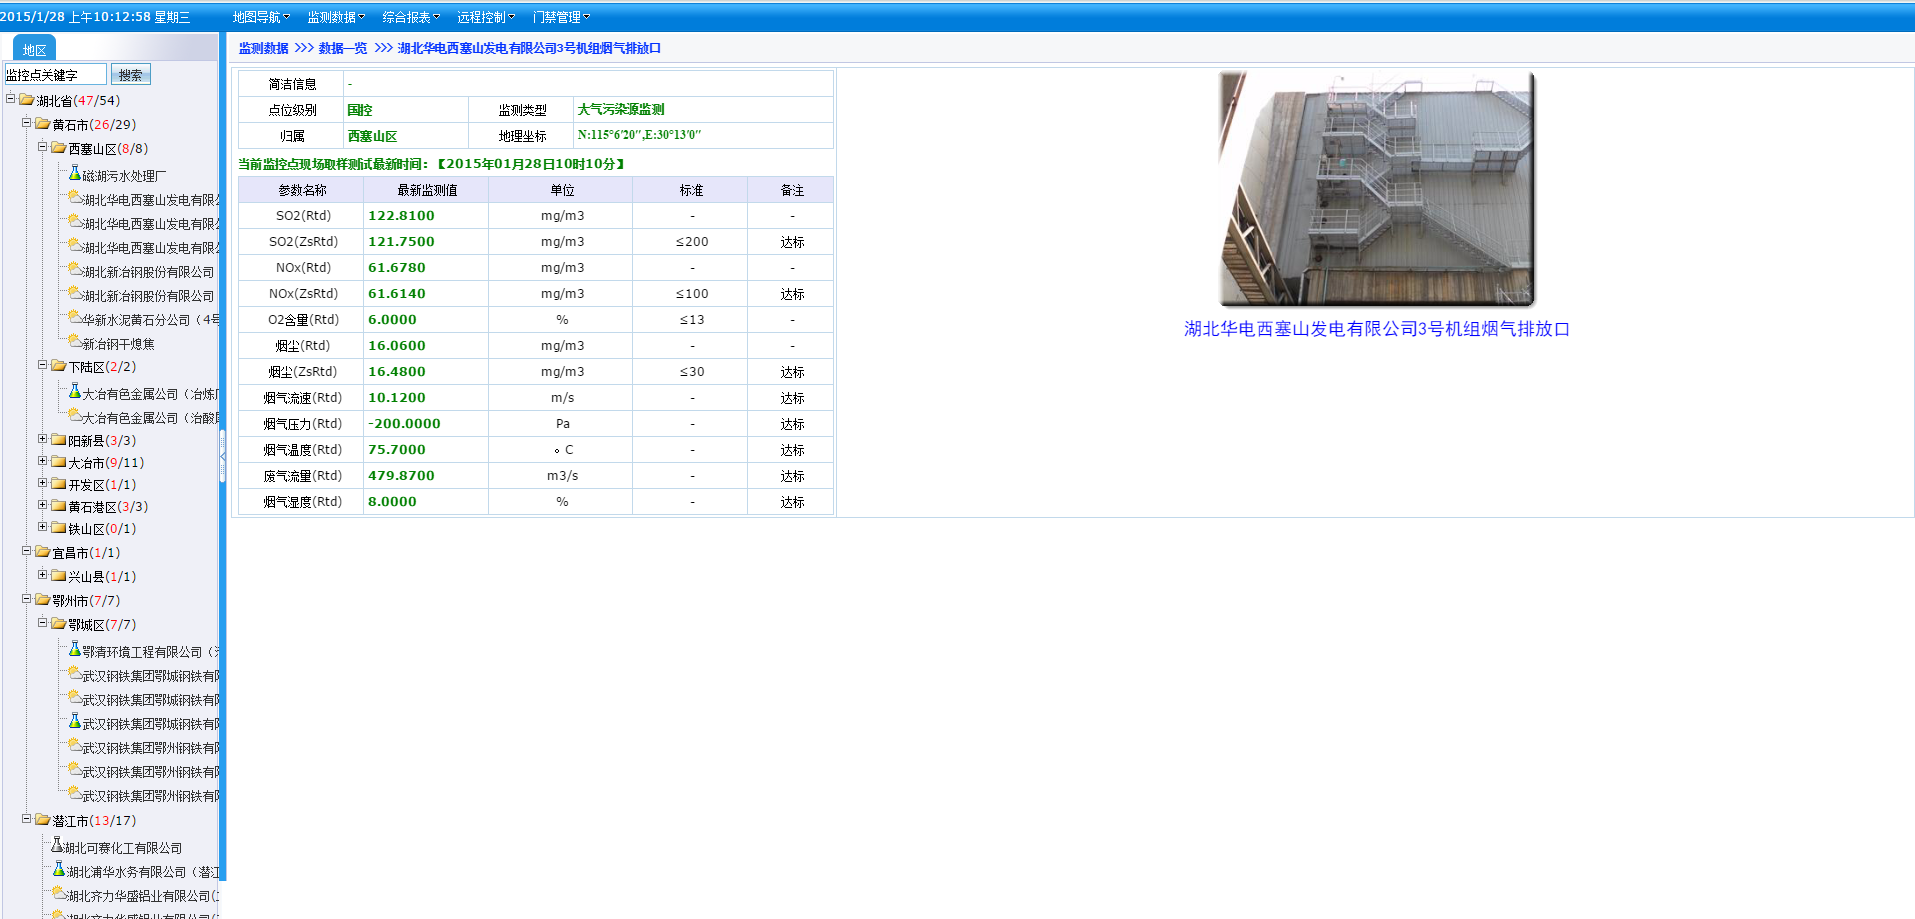 2015/1/28 上午10:12:58 星期三
地图导航 监测数据 综合报表 远程控制 门禁管理
地区
监控点关键字 搜索
湖北省(47/54)
黄石市(26/29)
西塞山区(8/8)
磁湖污水处理厂
湖北华电西塞山发电有限
湖北华电西塞山发电有限
湖北华电西塞山发电有限
湖北新冶钢股份有限公司
湖北新冶钢股份有限公司
华新水泥黄石分公司（4号
新冶钢干熄焦
下陆区(2/2)
大冶有色金属公司（冶炼
大冶有色金属公司（冶酸
阳新县(3/3)
大冶市(9/11)
开发区(1/1)
黄石港区(3/3)
铁山区(0/1)
宜昌市(1/1)
兴山县(1/1)
鄂州市(7/7)
鄂城区(7/7)
鄂清环境工程有限公司（
武汉钢铁集团鄂城钢铁有
武汉钢铁集团鄂城钢铁有
武汉钢铁集团鄂城钢铁有
武汉钢铁集团鄂州钢铁有
武汉钢铁集团鄂州钢铁有
武汉钢铁集团鄂州钢铁有
潜江市(13/17)
湖北可赛化工有限公司
湖北浦华水务有限公司（潜江
湖北齐力华盛铝业有限公司(
湖北齐力华盛铝业有限公司(
监测数据 >>> 数据一览 >>> 湖北华电西塞山发电有限公司3号机组烟气排放口
简洁信息 -
点位级别 国控 监测类型 大气污染源监测
归属 西塞山区 地理坐标 N:115°6′20″,E:30°13′0″
当前监控点现场取样测试最新时间：【2015年01月28日10时10分】
参数名称 最新监测值 单位 标准 备注
SO2(Rtd) 122.8100 mg/m3 - -
SO2(ZsRtd) 121.7500 mg/m3 ≤200 达标
NOx(Rtd) 61.6780 mg/m3 - -
NOx(ZsRtd) 61.6140 mg/m3 ≤100 达标
O2含量(Rtd) 6.0000 % ≤13 -
烟尘(Rtd) 16.0600 mg/m3 - -
烟尘(ZsRtd) 16.4800 mg/m3 ≤30 达标
烟气流速(Rtd) 10.1200 m/s - 达标
烟气压力(Rtd) -200.0000 Pa - 达标
烟气温度(Rtd) 75.7000 ° C - 达标
废气流量(Rtd) 479.8700 m3/s - 达标
烟气湿度(Rtd) 8.0000 % - 达标
湖北华电西塞山发电有限公司3号机组烟气排放口